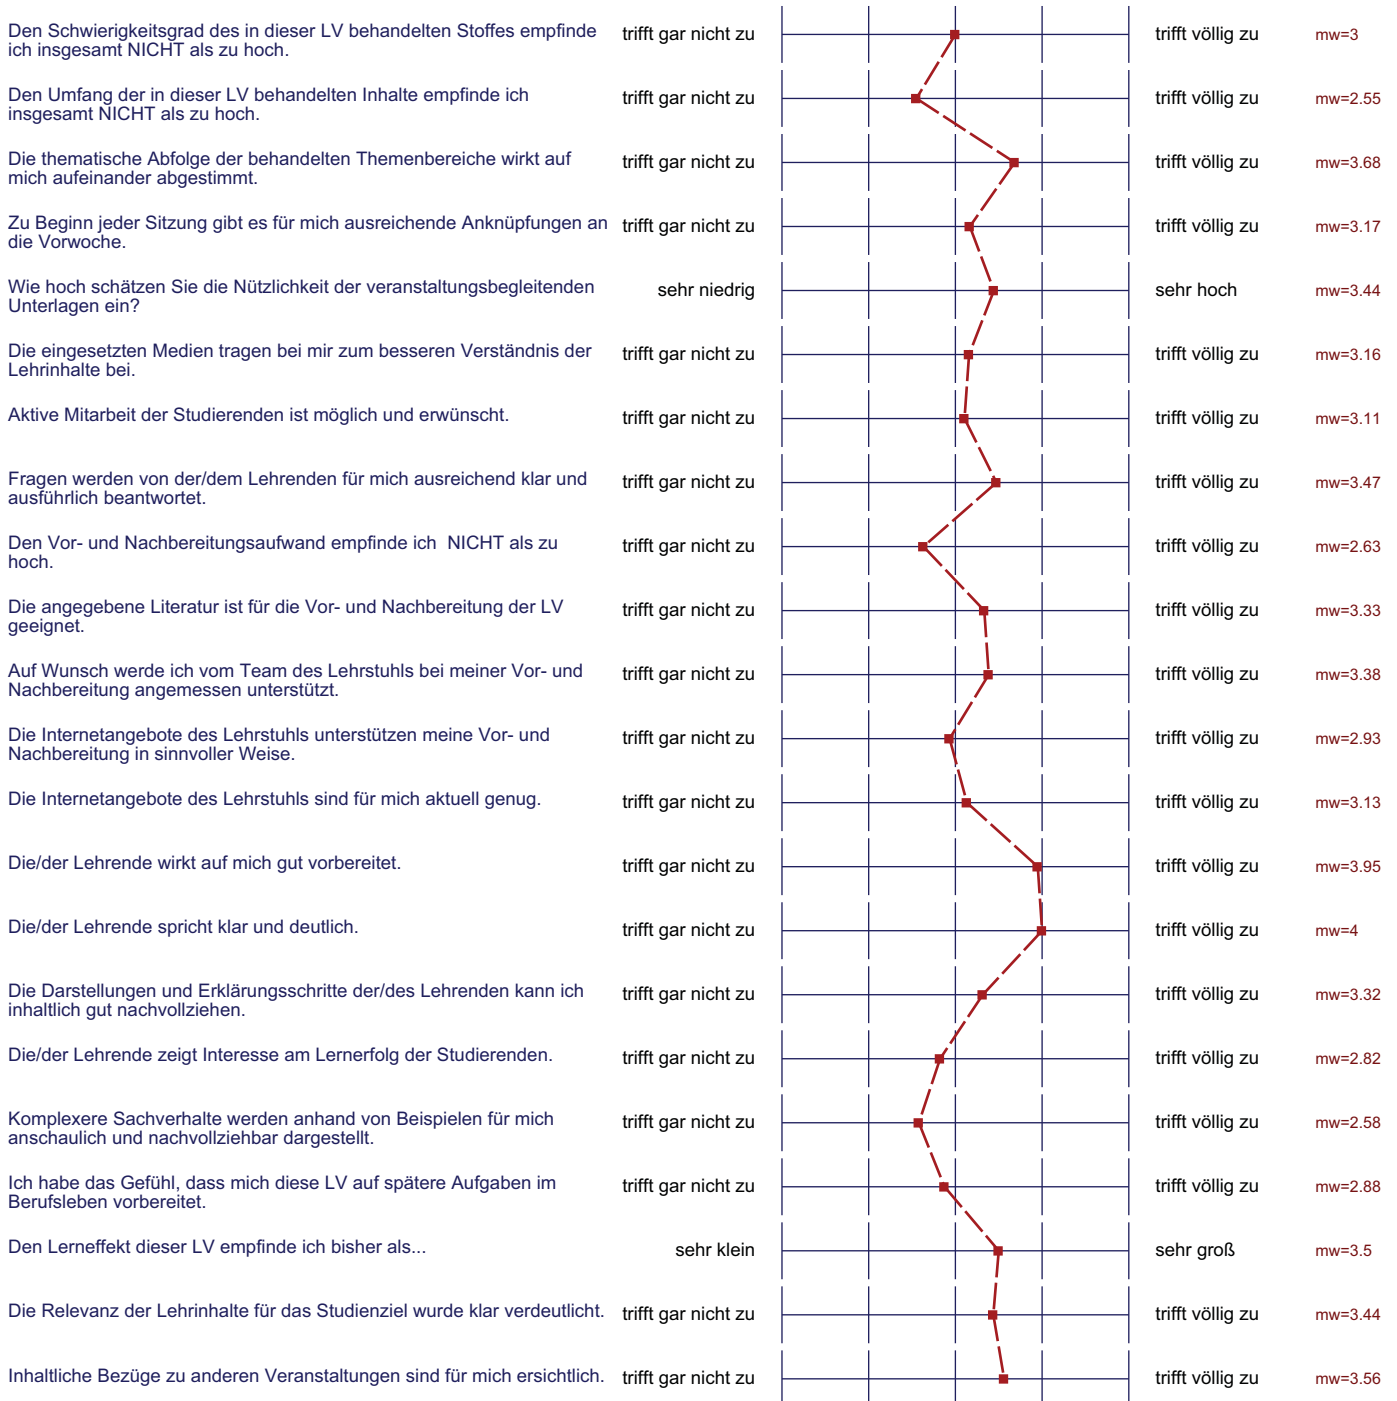 Den Schwierigkeitsgrad des in dieser LV behandelten Stoffes empfinde
ich insgesamt NICHT als zu hoch.
trifft gar nicht zu
trifft völlig zu
mw=3
Den Umfang der in dieser LV behandelten Inhalte empfinde ich
insgesamt NICHT als zu hoch.
trifft gar nicht zu
trifft völlig zu
mw=2.55
Die thematische Abfolge der behandelten Themenbereiche wirkt auf
mich aufeinander abgestimmt.
trifft gar nicht zu
trifft völlig zu
mw=3.68
Zu Beginn jeder Sitzung gibt es für mich ausreichende Anknüpfungen an
die Vorwoche.
trifft gar nicht zu
trifft völlig zu
mw=3.17
Wie hoch schätzen Sie die Nützlichkeit der veranstaltungsbegleitenden
Unterlagen ein?
sehr niedrig
sehr hoch
mw=3.44
Die eingesetzten Medien tragen bei mir zum besseren Verständnis der
Lehrinhalte bei.
trifft gar nicht zu
trifft völlig zu
mw=3.16
Aktive Mitarbeit der Studierenden ist möglich und erwünscht.
trifft gar nicht zu
trifft völlig zu
mw=3.11
Fragen werden von der/dem Lehrenden für mich ausreichend klar und
ausführlich beantwortet.
trifft gar nicht zu
trifft völlig zu
mw=3.47
Den Vor- und Nachbereitungsaufwand empfinde ich NICHT als zu
hoch.
trifft gar nicht zu
trifft völlig zu
mw=2.63
Die angegebene Literatur ist für die Vor- und Nachbereitung der LV
geeignet.
trifft gar nicht zu
trifft völlig zu
mw=3.33
Auf Wunsch werde ich vom Team des Lehrstuhls bei meiner Vor- und
Nachbereitung angemessen unterstützt.
trifft gar nicht zu
trifft völlig zu
mw=3.38
Die Internetangebote des Lehrstuhls unterstützen meine Vor- und
Nachbereitung in sinnvoller Weise.
trifft gar nicht zu
trifft völlig zu
mw=2.93
Die Internetangebote des Lehrstuhls sind für mich aktuell genug.
trifft gar nicht zu
trifft völlig zu
mw=3.13
Die/der Lehrende wirkt auf mich gut vorbereitet.
trifft gar nicht zu
trifft völlig zu
mw=3.95
Die/der Lehrende spricht klar und deutlich.
trifft gar nicht zu
trifft völlig zu
mw=4
Die Darstellungen und Erklärungsschritte der/des Lehrenden kann ich
inhaltlich gut nachvollziehen.
trifft gar nicht zu
trifft völlig zu
mw=3.32
Die/der Lehrende zeigt Interesse am Lernerfolg der Studierenden.
trifft gar nicht zu
trifft völlig zu
mw=2.82
Komplexere Sachverhalte werden anhand von Beispielen für mich
anschaulich und nachvollziehbar dargestellt.
trifft gar nicht zu
trifft völlig zu
mw=2.58
Ich habe das Gefühl, dass mich diese LV auf spätere Aufgaben im
Berufsleben vorbereitet.
trifft gar nicht zu
trifft völlig zu
mw=2.88
Den Lerneffekt dieser LV empfinde ich bisher als...
sehr klein
sehr groß
mw=3.5
Die Relevanz der Lehrinhalte für das Studienziel wurde klar verdeutlicht.
trifft gar nicht zu
trifft völlig zu
mw=3.44
Inhaltliche Bezüge zu anderen Veranstaltungen sind für mich ersichtlich.
trifft gar nicht zu
trifft völlig zu
mw=3.56